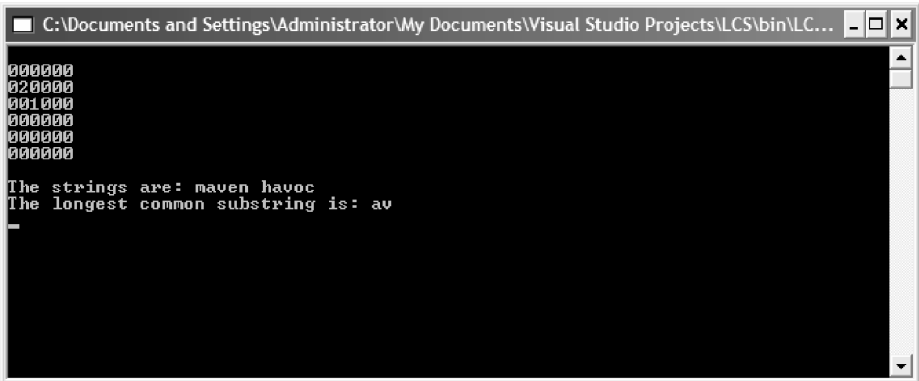 C:\Documents and Settings\Administrator\My Documents\Visual Studio Projects\LCS\bin\LC...
000000
020000
001000
000000
000000
000000
The strings are: maven havoc
The longest common substring is: av